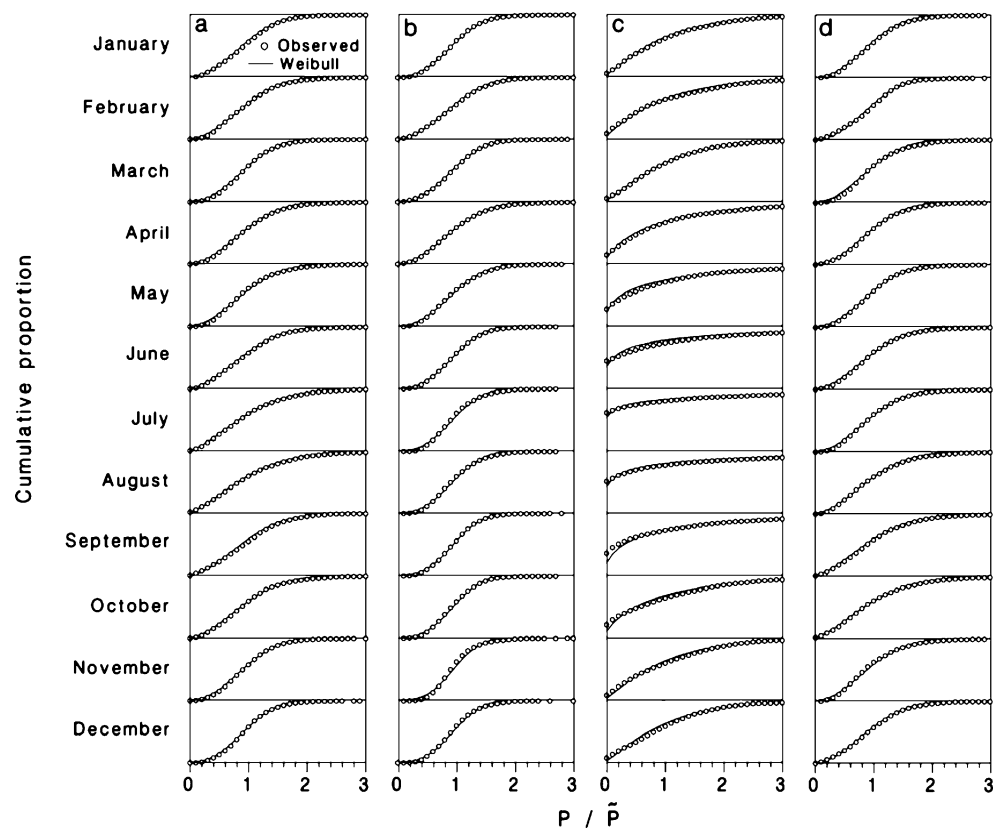 a
b
c
d
Observed
Weibull
January
February
March
April
May
June
July
August
September
October
November
December
Cumulative proportion
0 1 2 3 0 1 2 3 0 1 2 3 0 1 2 3
P / P̃